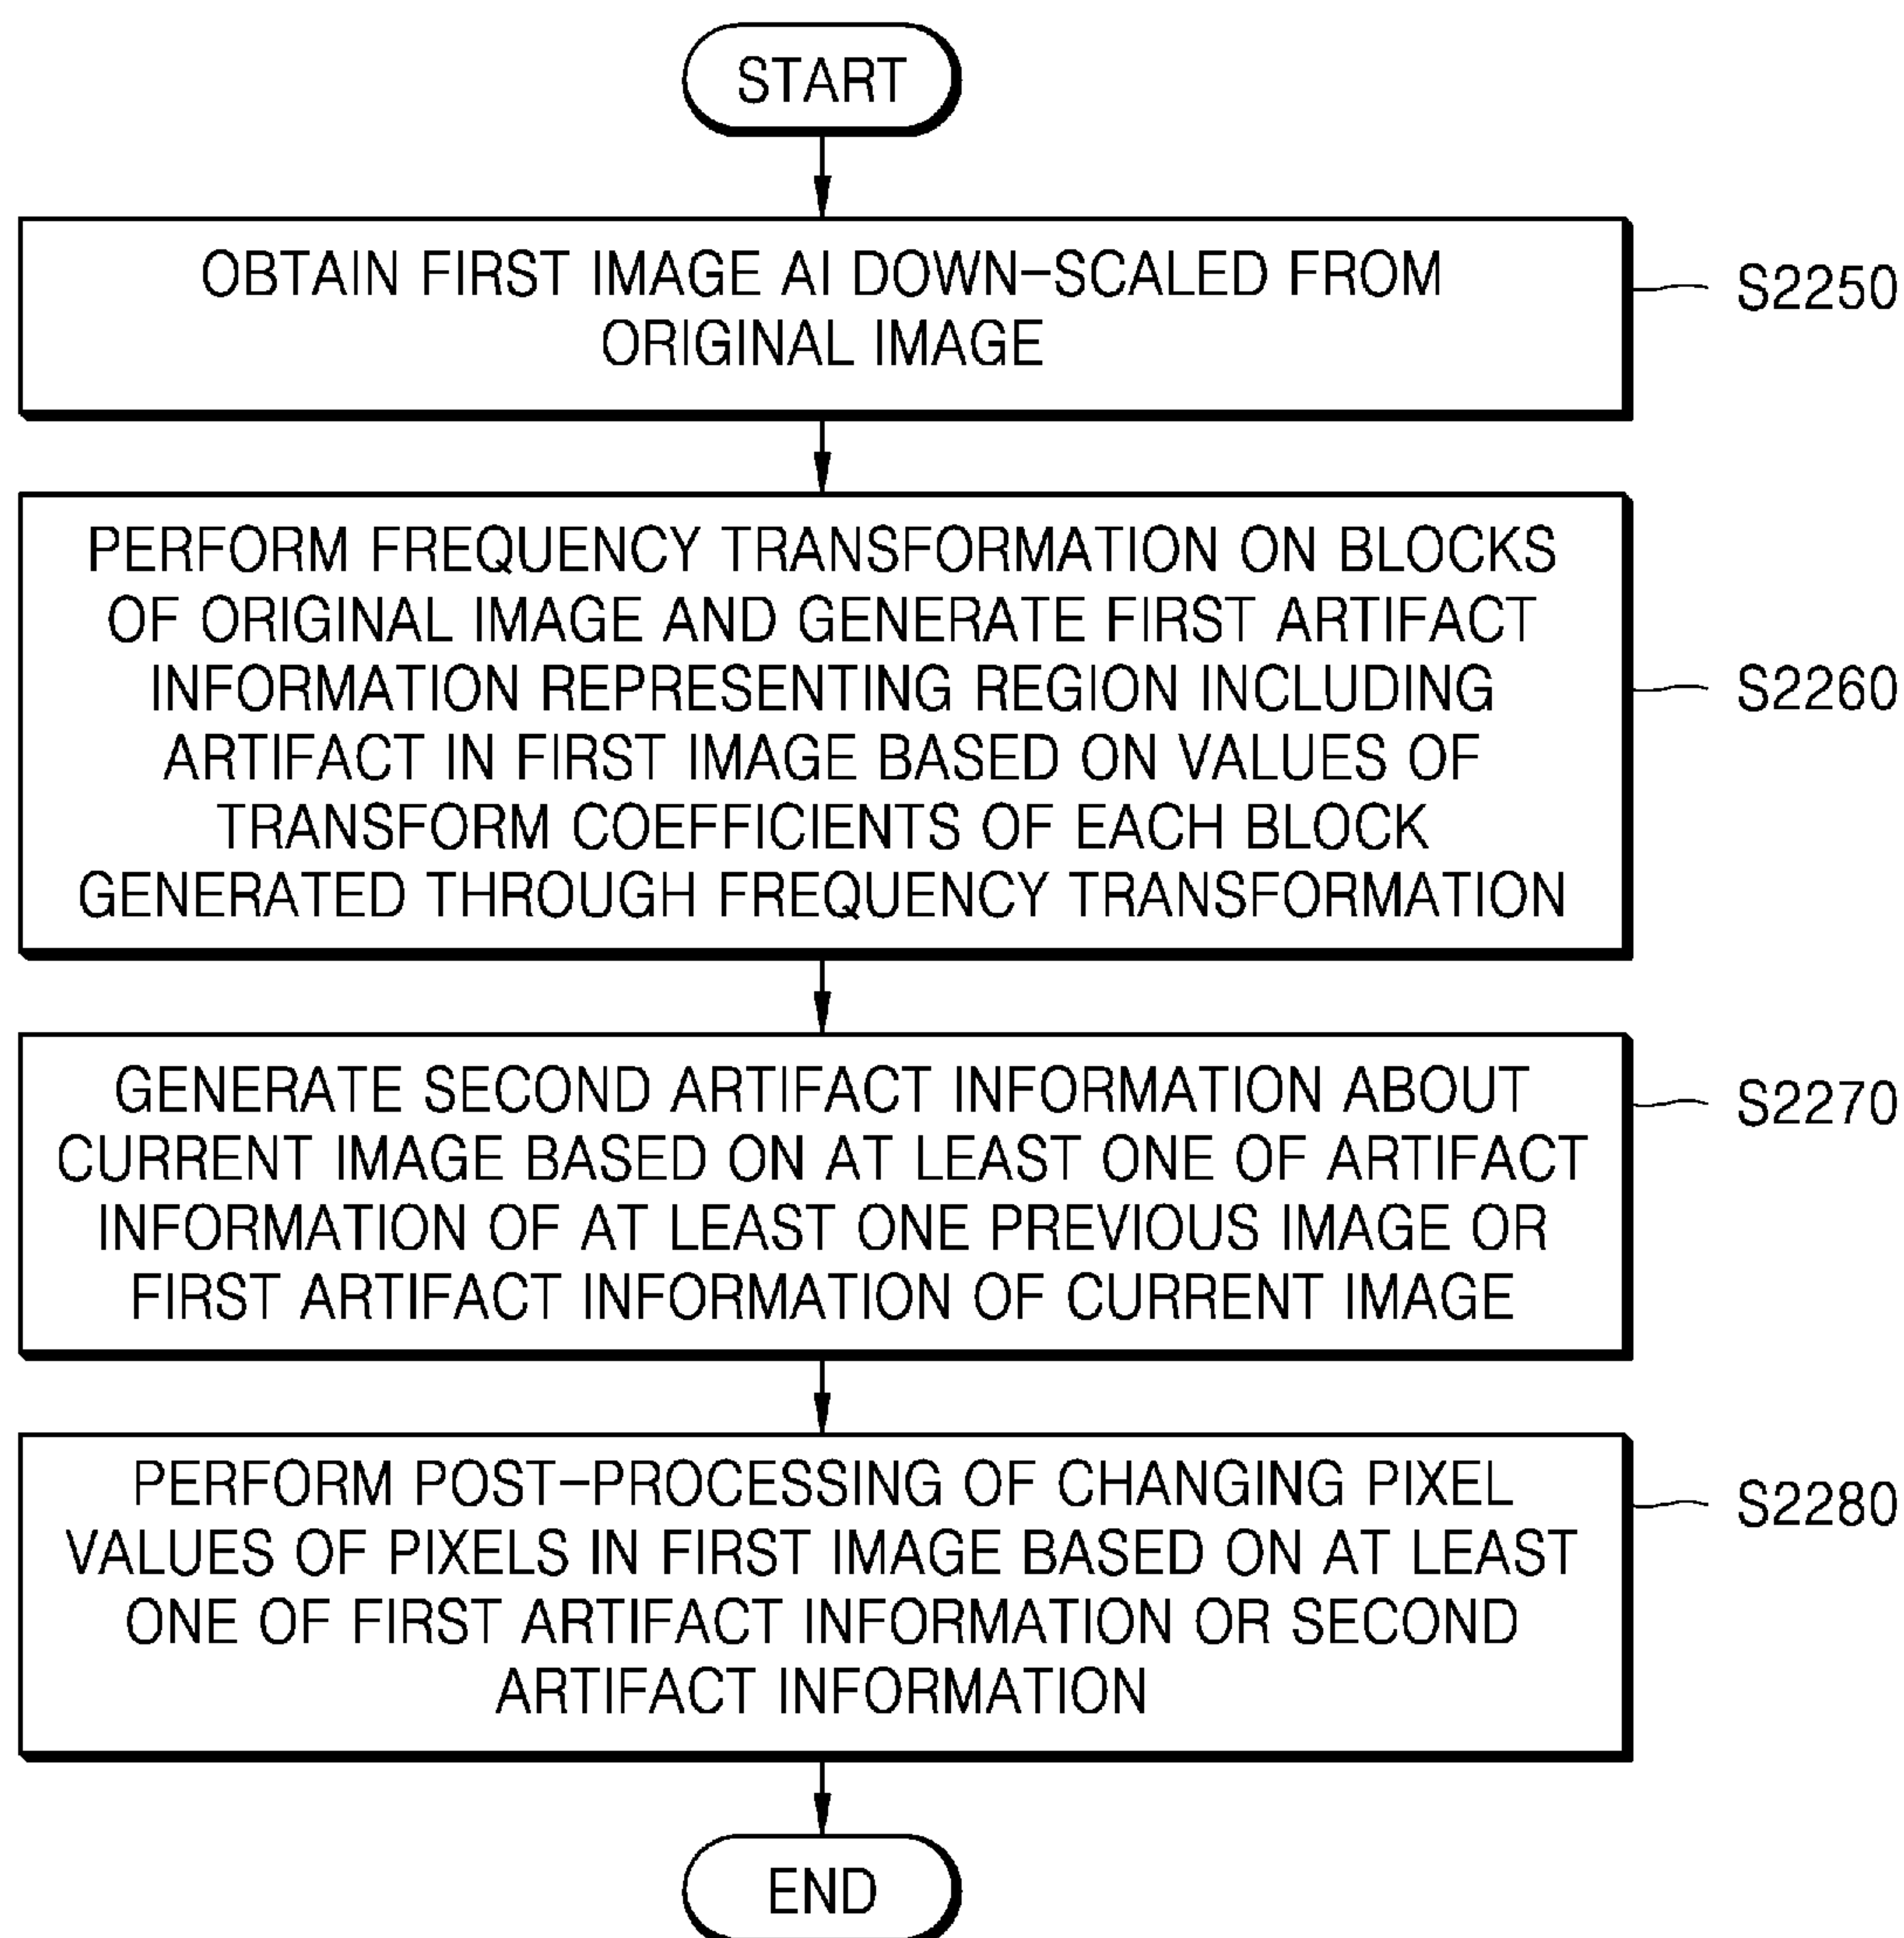 START
OBTAIN FIRST IMAGE AI DOWN-SCALED FROM
ORIGINAL IMAGE
S2250
PERFORM FREQUENCY TRANSFORMATION ON BLOCKS
OF ORIGINAL IMAGE AND GENERATE FIRST ARTIFACT
INFORMATION REPRESENTING REGION INCLUDING
ARTIFACT IN FIRST IMAGE BASED ON VALUES OF
TRANSFORM COEFFICIENTS OF EACH BLOCK
GENERATED THROUGH FREQUENCY TRANSFORMATION
S2260
GENERATE SECOND ARTIFACT INFORMATION ABOUT
CURRENT IMAGE BASED ON AT LEAST ONE OF ARTIFACT
INFORMATION OF AT LEAST ONE PREVIOUS IMAGE OR
FIRST ARTIFACT INFORMATION OF CURRENT IMAGE
S2270
PERFORM POST-PROCESSING OF CHANGING PIXEL
VALUES OF PIXELS IN FIRST IMAGE BASED ON AT LEAST
ONE OF FIRST ARTIFACT INFORMATION OR SECOND
ARTIFACT INFORMATION
S2280
END